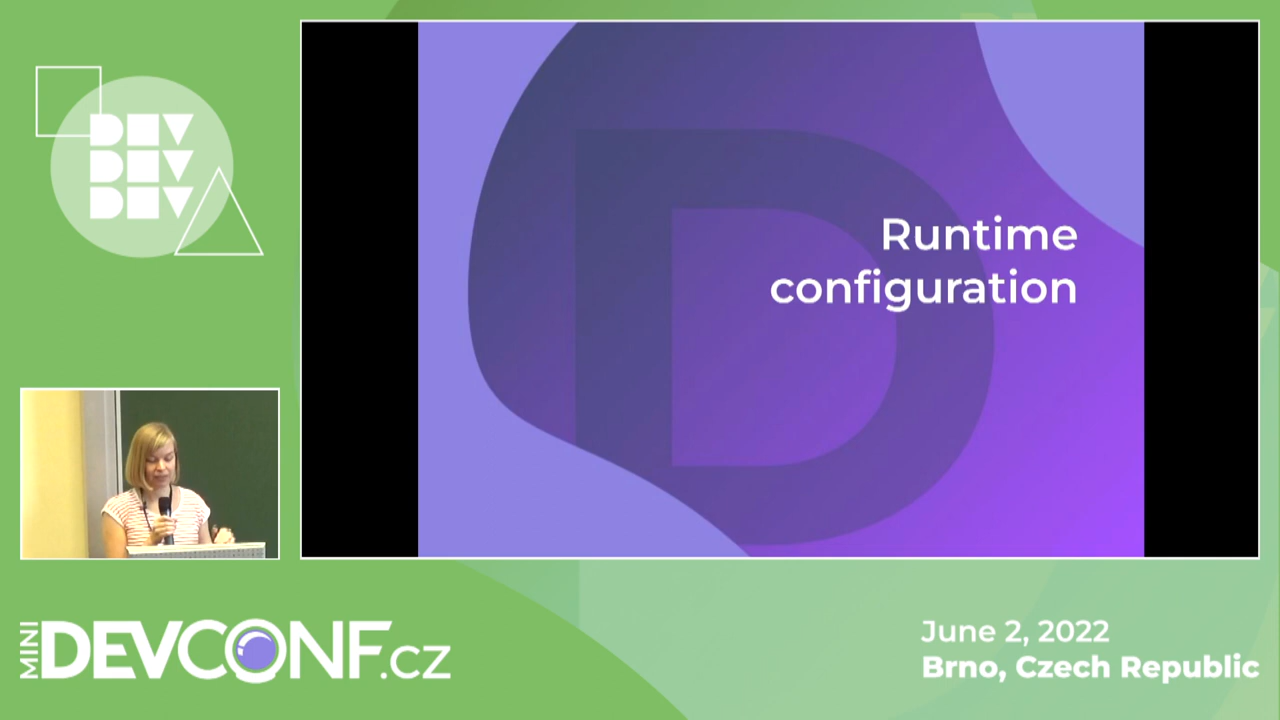 DEV
DEV
DEV
Runtime
configuration
MINI
DEVCONF.CZ
June 2, 2022
Brno, Czech Republic